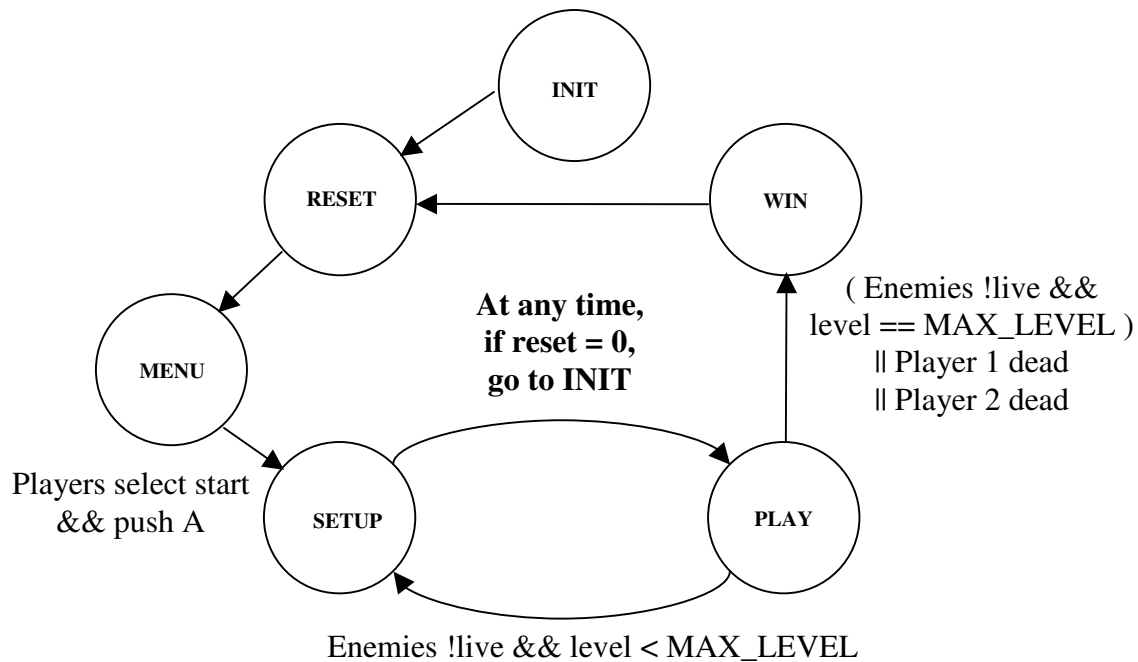 INIT
RESET
WIN
( Enemies !live &&
level == MAX_LEVEL )
|| Player 1 dead
|| Player 2 dead
At any time,
if reset = 0,
go to INIT
MENU
Players select start
&& push A
SETUP
PLAY
Enemies !live && level < MAX_LEVEL